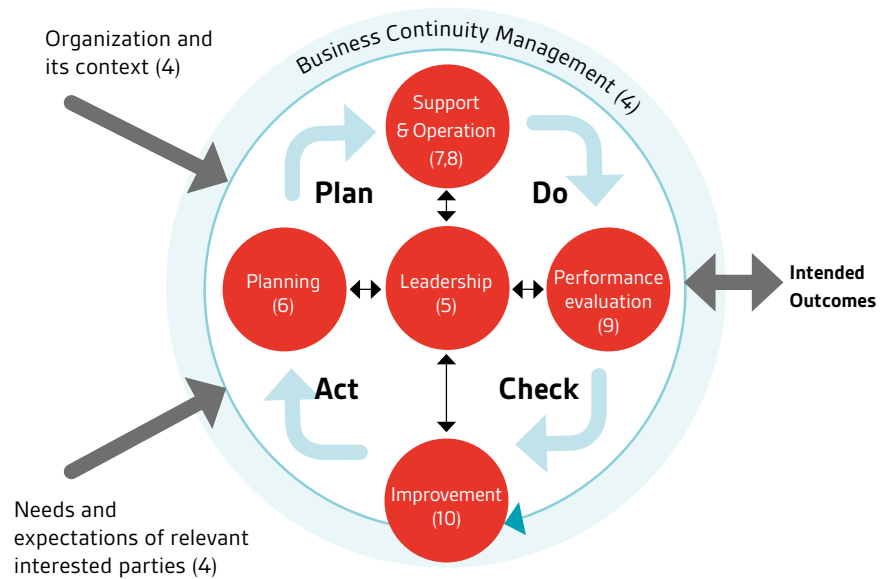 Organization and
its context (4)
Business Continuity Management (4)
Support
& Operation
(7,8)
Plan
Do
Planning
(6)
Leadership
(5)
Performance
evaluation
(9)
Intended
Outcomes
Act
Check
Improvement
(10)
Needs and
expectations of relevant
interested parties (4)